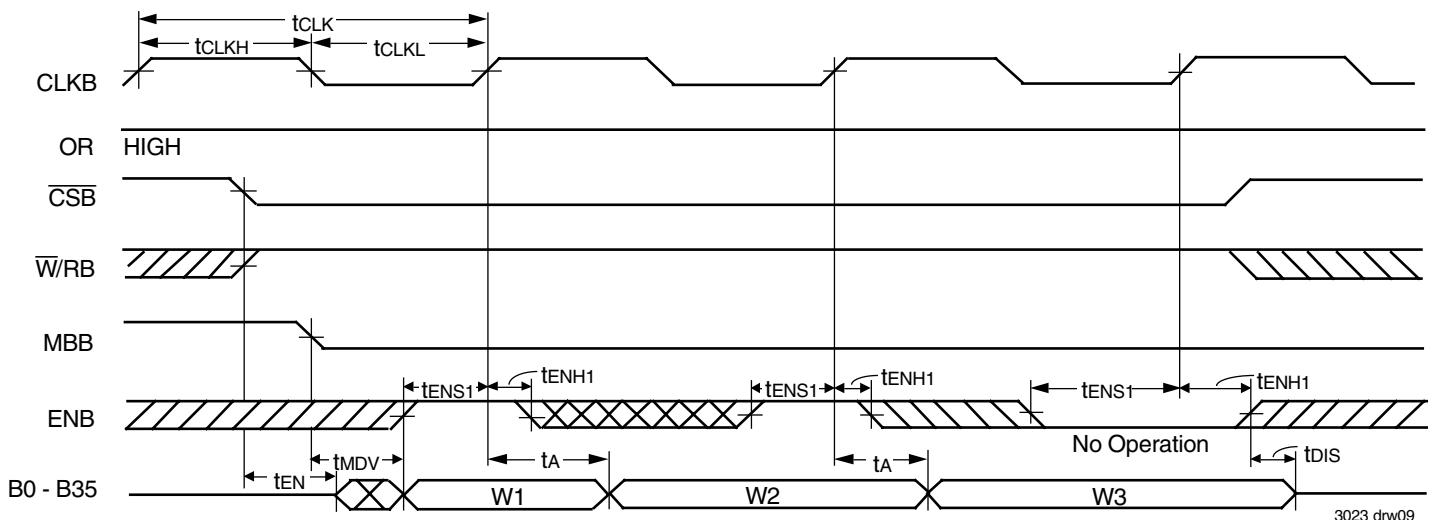 tCLK
tCLKH tCLKL
CLKB
OR HIGH
CSB
W/RB
MBB
tENS1 tENH1 tENS1 tENH1 tENS1 tENH1
ENB
No Operation
tEN tMDV tA tA tDIS
B0 - B35 W1 W2 W3
3023 drw09